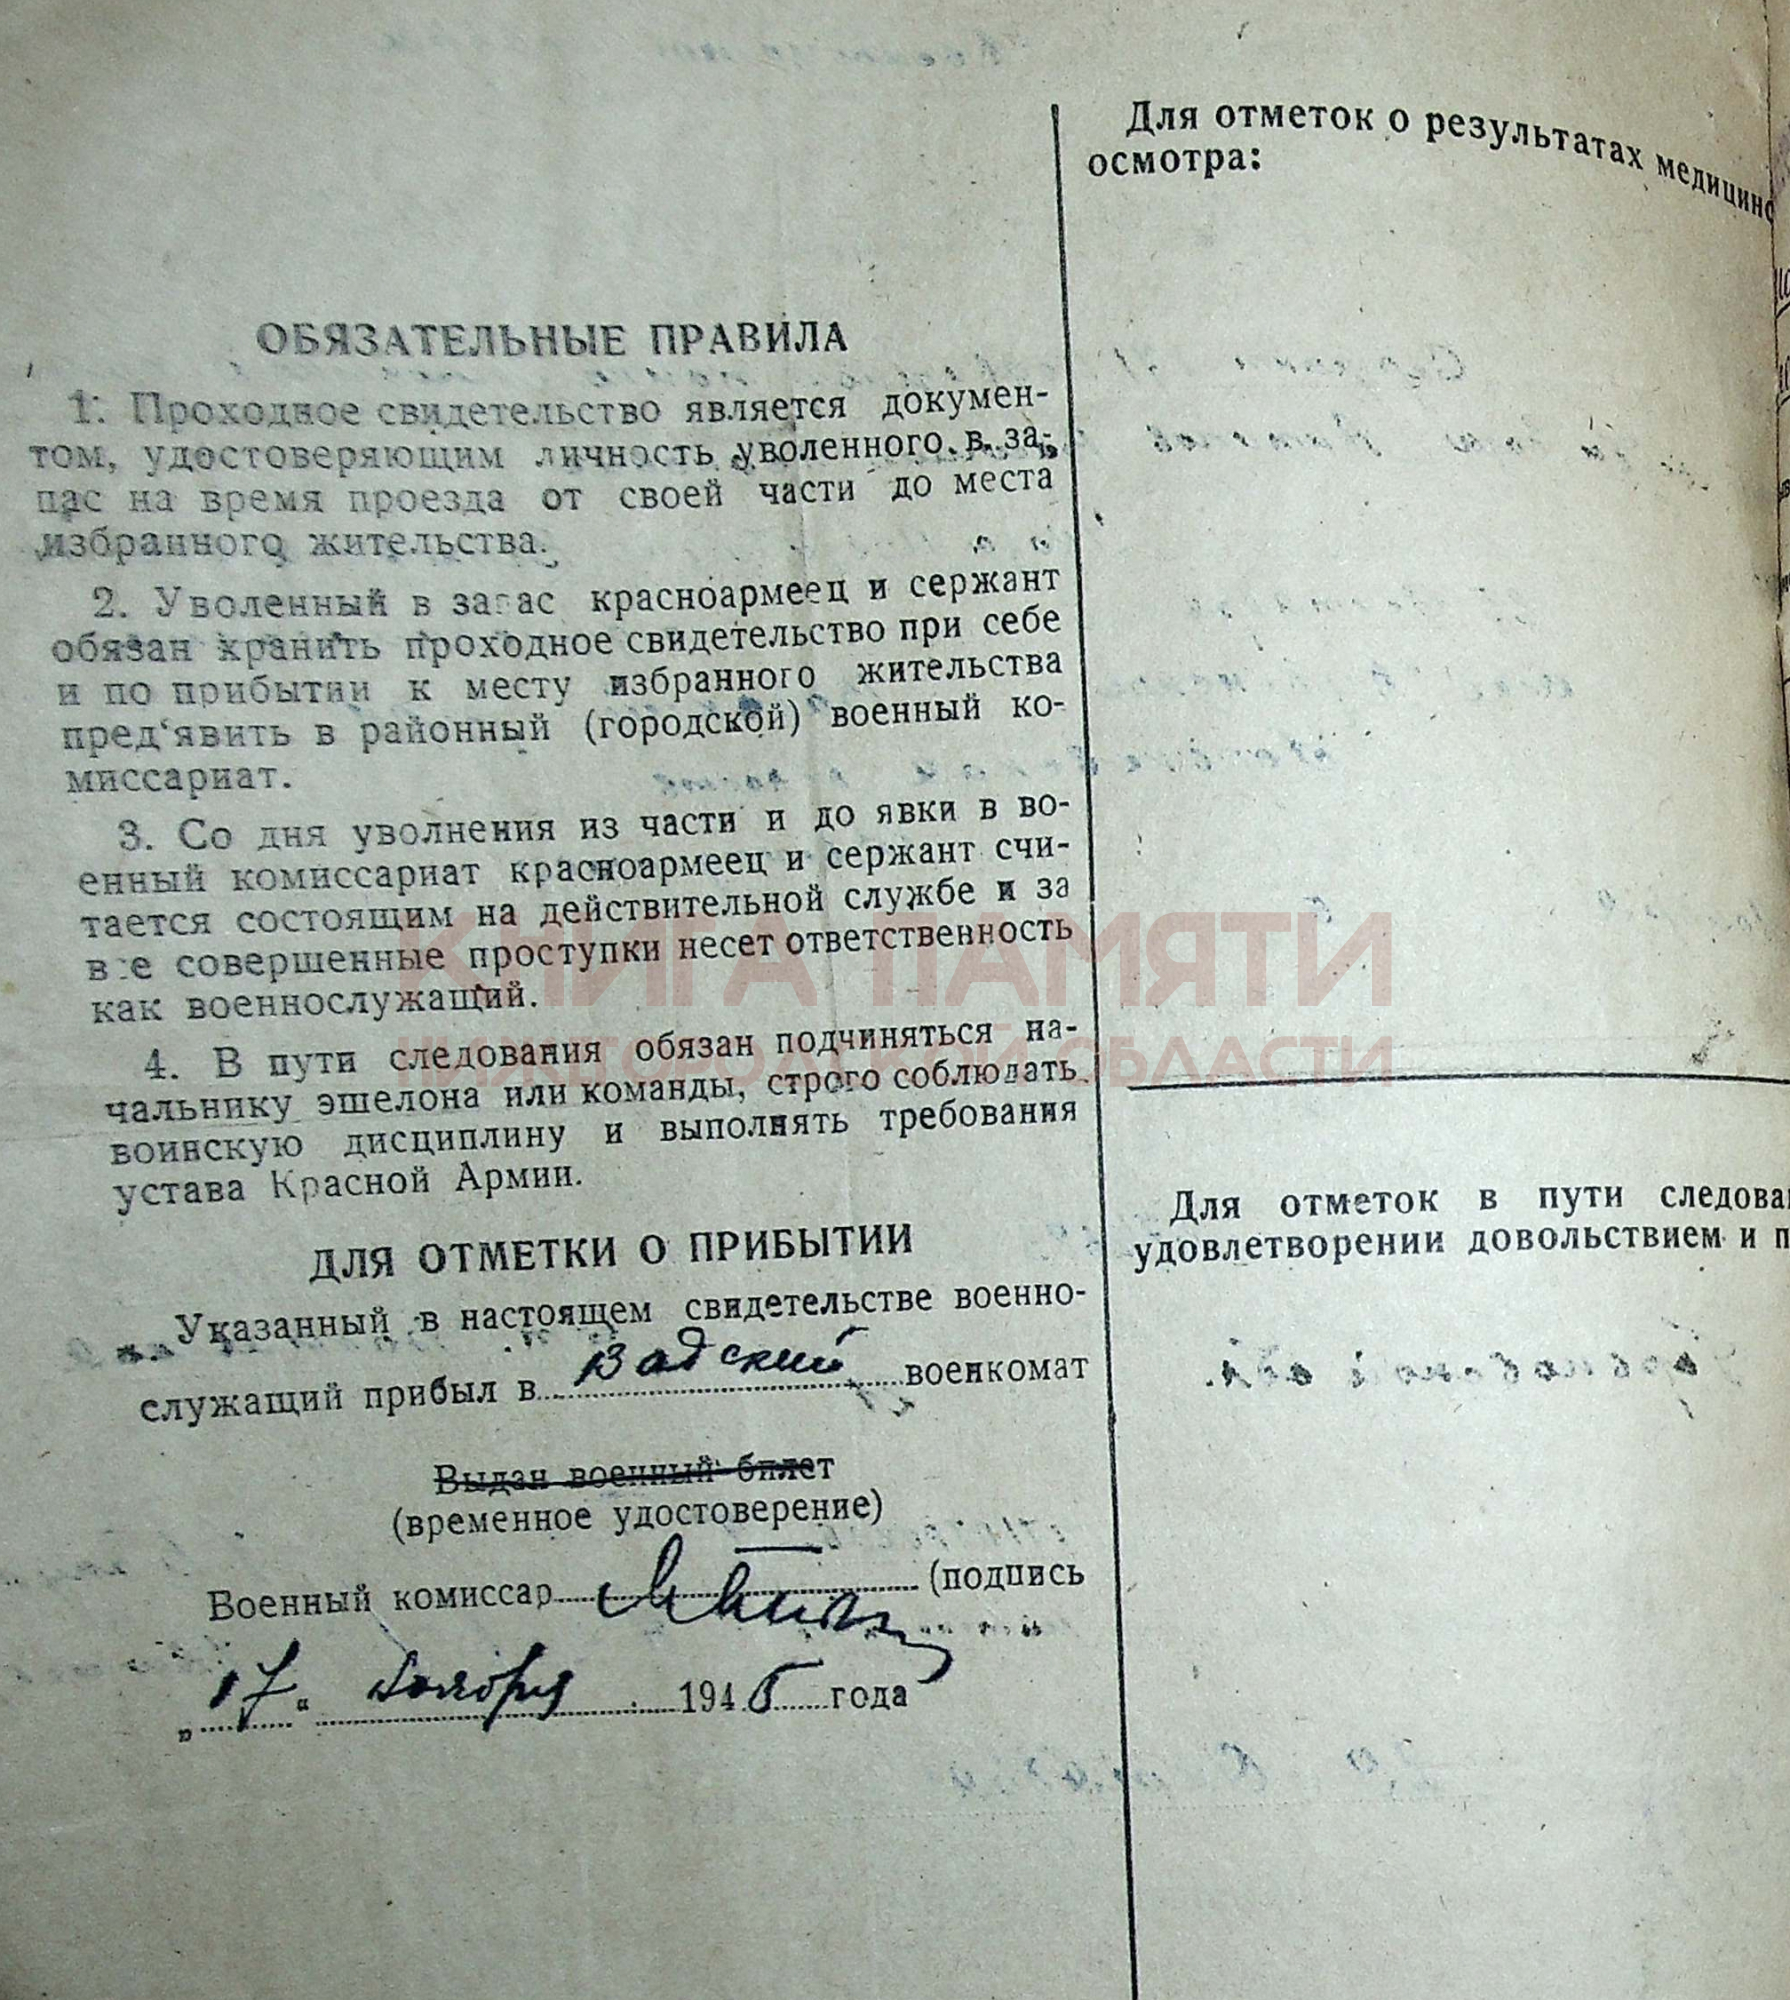 ОБЯЗАТЕЛЬНЫЕ ПРАВИЛА
1. Проходное свидетельство является докумен-
том, удостоверяющим личность уволенного в за-
пас на время проезда от своей части до места
избранного жительства.
2. Уволенный в запас красноармеец и сержант
обязан хранить проходное свидетельство при себе
и по прибытии к месту избранного жительства
пред‘явить в районный (городской) военный ко-
миссариат.
3. Со дня уволнения из части и до явки в во-
енный комиссариат красноармеец и сержант счи-
тается состоящим на действительной службе и за
все совершенные проступки несет ответственность
как военнослужащий.
4. В пути следования обязан подчиняться на-
чальнику эшелона или команды, строго соблюдать
воинскую дисциплину и выполнять требования
устава Красной Армии.
ДЛЯ ОТМЕТКИ О ПРИБЫТИИ
Указанный в настоящем свидетельстве военно-
служащий прибыл в Вадский военкомат
Выдан военный билет
(временное удостоверение)
Военный комиссар (подпись
„17“ ноября 1945 года
Для отметок о результатах медицинс
осмотра:
Для отметок в пути следован
удовлетворении довольствием и п
КНИГА ПАМЯТИ
НИЖЕГОРОДСКОЙ ОБЛАСТИ